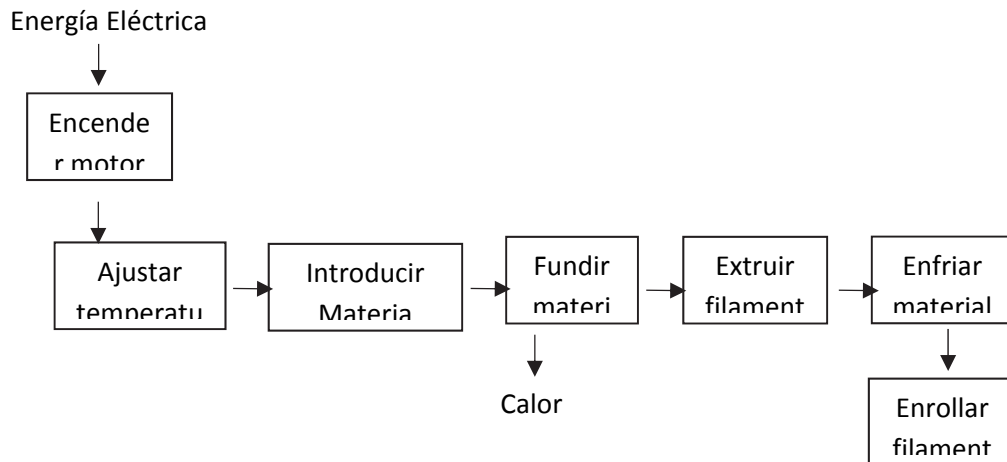 Energía Eléctrica
Encende
r motor
Ajustar
temperatu
Introducir
Materia
Fundir
materi
Extruir
filament
Enfriar
material
Calor
Enrollar
filament